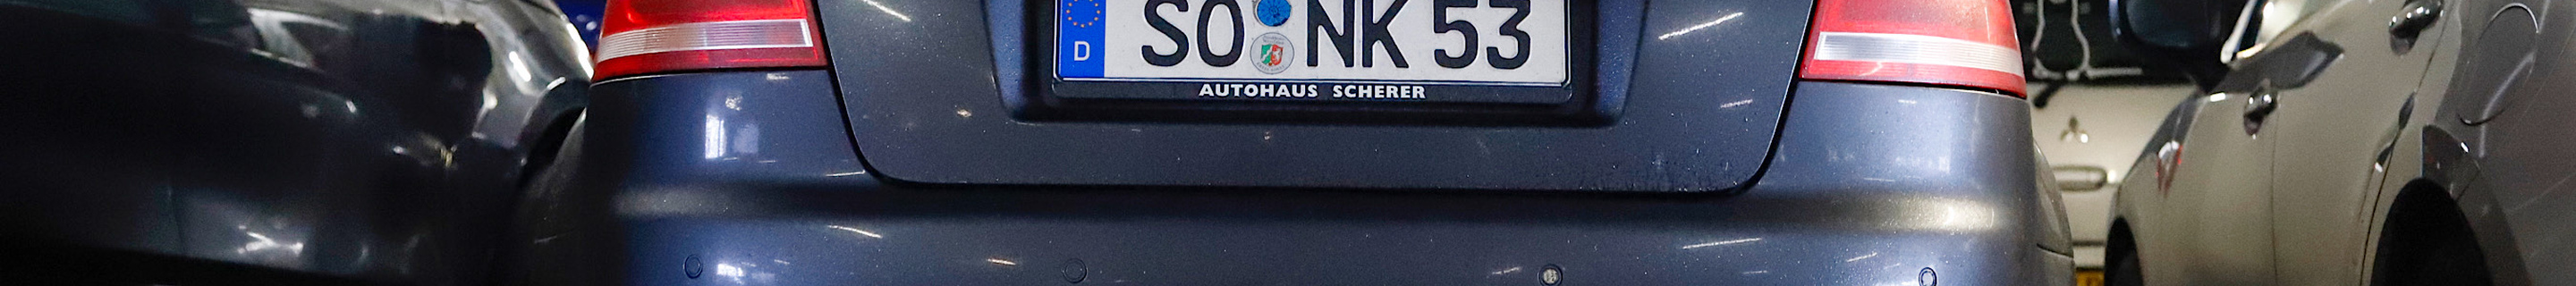 D SO NK 53
AUTOHAUS SCHERER